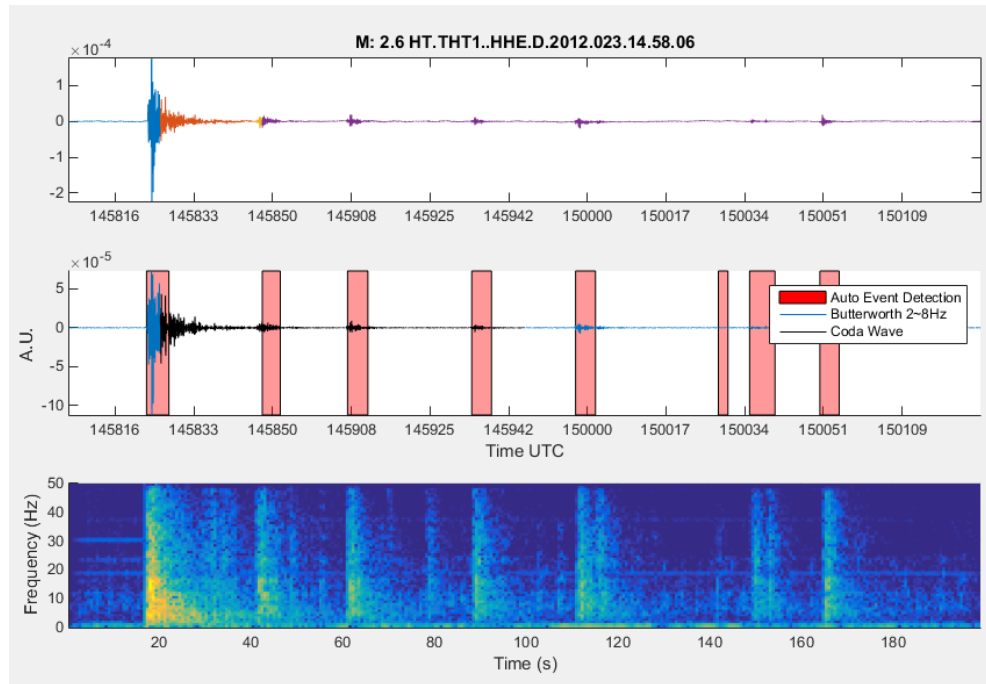 M: 2.6 HT.THT1..HHE.D.2012.023.14.58.06
×10⁻⁴
1
0
-1
-2
145816 145833 145850 145908 145925 145942 150000 150017 150034 150051 150109
×10⁻⁵
5
0
-5
-10
A.U.
Auto Event Detection
Butterworth 2~8Hz
Coda Wave
145816 145833 145850 145908 145925 145942 150000 150017 150034 150051 150109
Time UTC
50
40
30
20
10
0
Frequency (Hz)
20 40 60 80 100 120 140 160 180
Time (s)